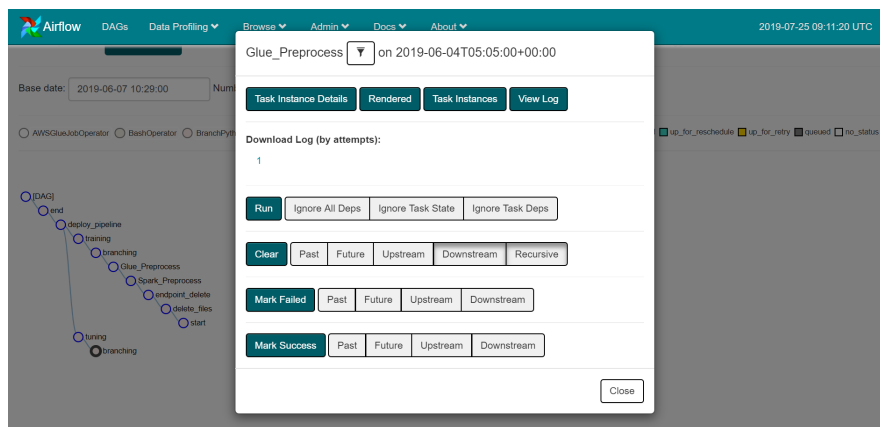 Airflow DAGs Data Profiling Browse Admin Docs About 2019-07-25 09:11:20 UTC
Glue_Preprocess on 2019-06-04T05:05:00+00:00
Base date: 2019-06-07 10:29:00 Num
Task Instance Details Rendered Task Instances View Log
AWSGlueJobOperator BashOperator BranchPyth up_for_reschedule up_for_retry queued no_status
Download Log (by attempts):
1
Run Ignore All Deps Ignore Task State Ignore Task Deps
Clear Past Future Upstream Downstream Recursive
Mark Failed Past Future Upstream Downstream
Mark Success Past Future Upstream Downstream
Close
[DAG]
end
deploy_pipeline
training
branching
Glue_Preprocess
Spark_Preprocess
endpoint_delete
delete_files
start
tuning
branching